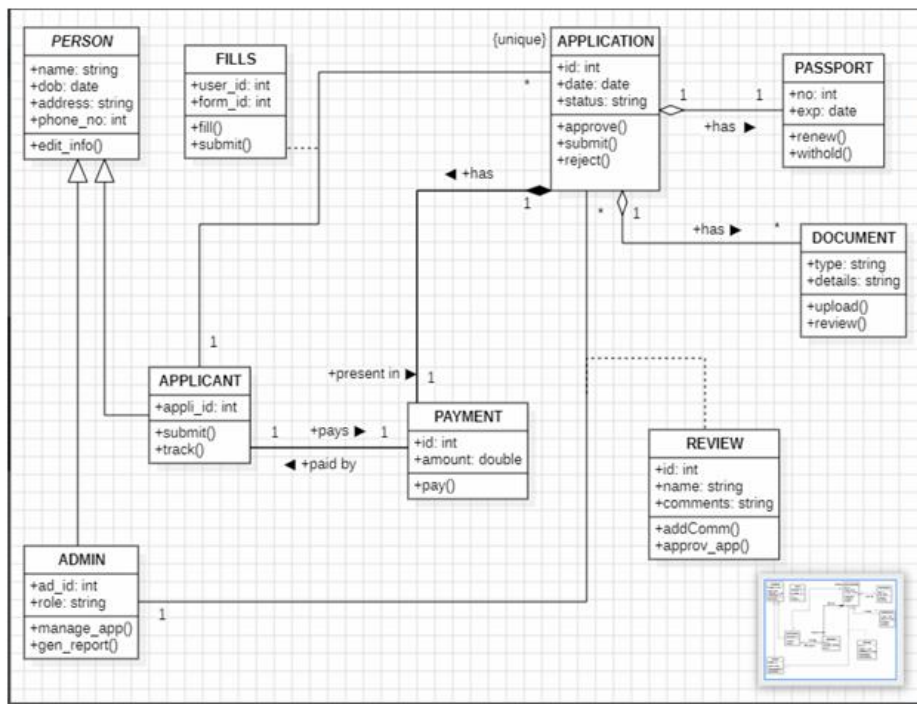 PERSON
+name: string
+dob: date
+address: string
+phone_no: int
+edit_info()
FILLS
+user_id: int
+form_id: int
+fill()
+submit()
{unique}
APPLICATION
+id: int
+date: date
+status: string
+approve()
+submit()
+reject()
*
1
1
+has ►
PASSPORT
+no: int
+exp: date
+renew()
+withold()
◄ +has
1
*
1
+has ►
*
DOCUMENT
+type: string
+details: string
+upload()
+review()
1
+present in ►
1
APPLICANT
+appli_id: int
+submit()
+track()
1
+pays ►
1
◄ +paid by
PAYMENT
+id: int
+amount: double
+pay()
REVIEW
+id: int
+name: string
+comments: string
+addComm()
+approv_app()
ADMIN
+ad_id: int
+role: string
+manage_app()
+gen_report()
1